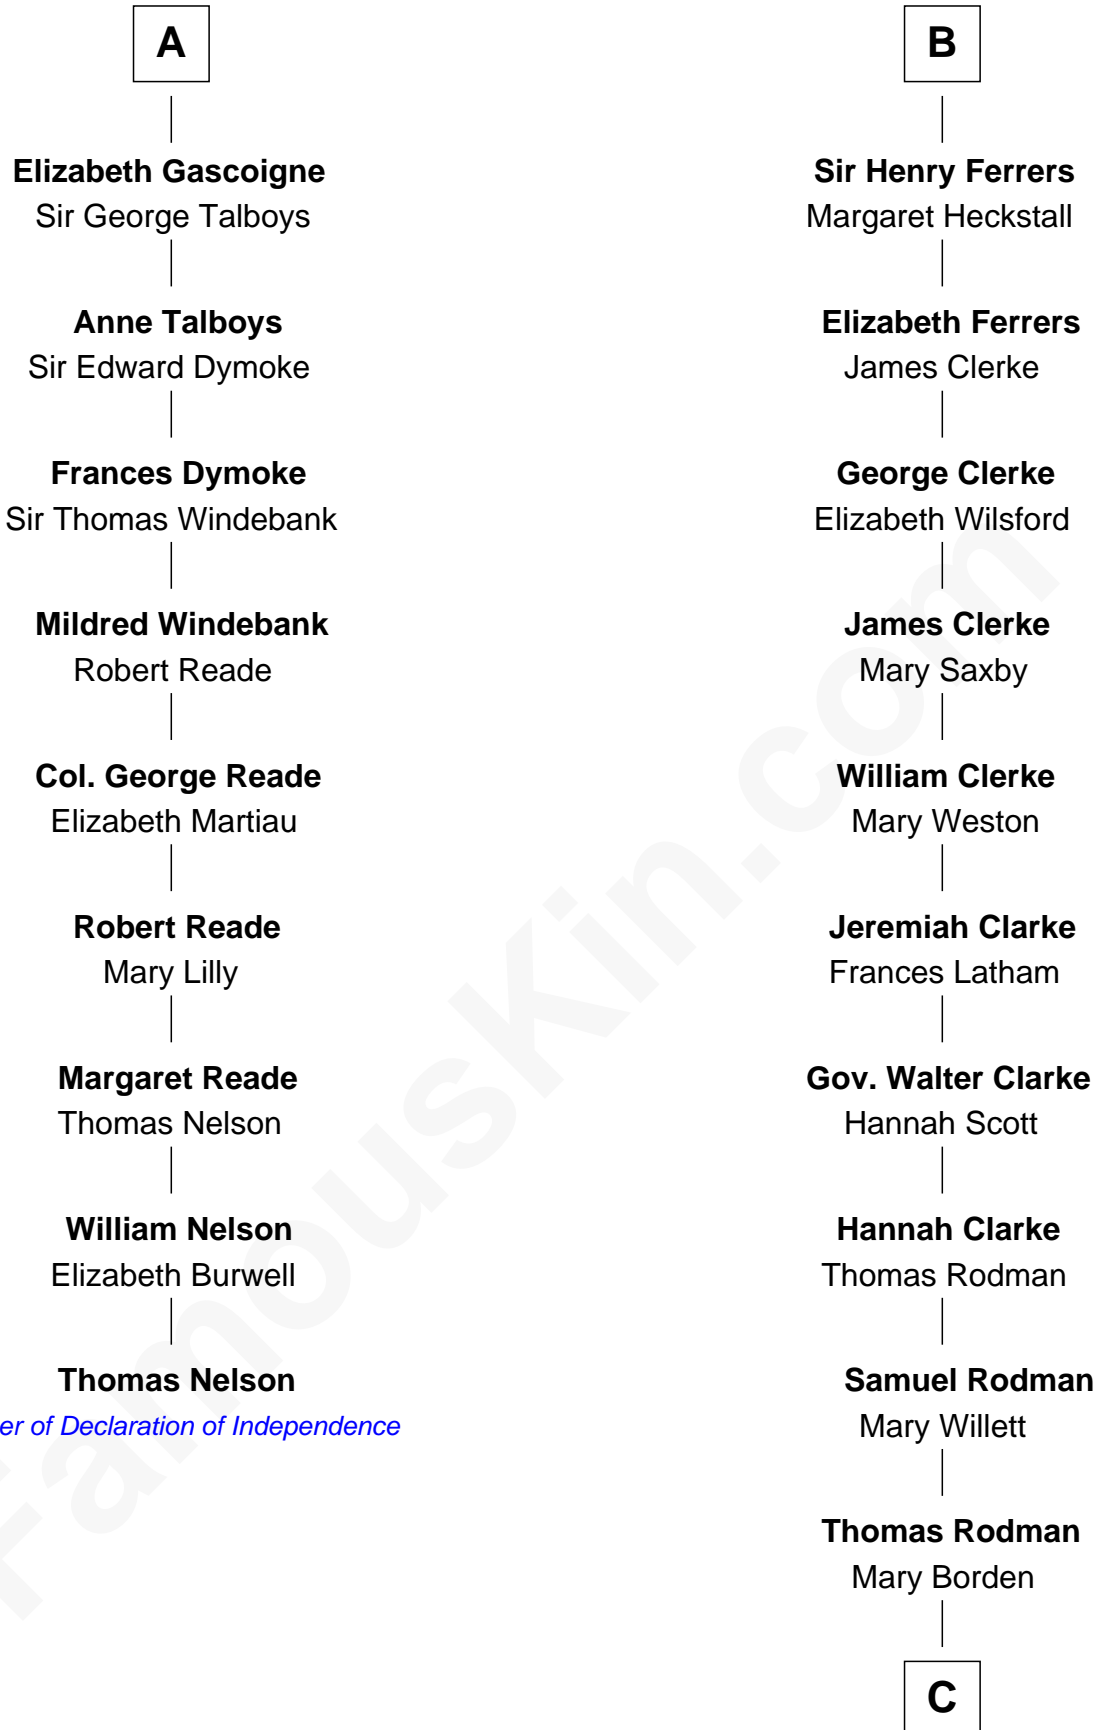 A
Elizabeth Gascoigne
Sir George Talboys
Anne Talboys
Sir Edward Dymoke
Frances Dymoke
Sir Thomas Windebank
Mildred Windebank
Robert Reade
Col. George Reade
Elizabeth Martiau
Robert Reade
Mary Lilly
Margaret Reade
Thomas Nelson
William Nelson
Elizabeth Burwell
Thomas Nelson
er of Declaration of Independence
B
Sir Henry Ferrers
Margaret Heckstall
Elizabeth Ferrers
James Clerke
George Clerke
Elizabeth Wilsford
James Clerke
Mary Saxby
William Clerke
Mary Weston
Jeremiah Clarke
Frances Latham
Gov. Walter Clarke
Hannah Scott
Hannah Clarke
Thomas Rodman
Samuel Rodman
Mary Willett
Thomas Rodman
Mary Borden
C
FamousKin.com